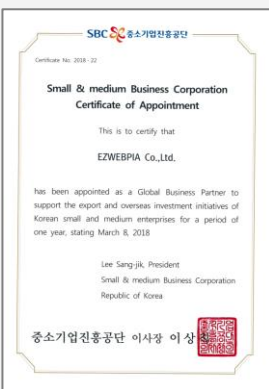 SBC 중소기업진흥공단
Certificate No. 2018 - 22
Small & medium Business Corporation
Certificate of Appointment
This is to certify that
EZWEBPIA Co.,Ltd.
has been appointed as a Global Business Partner to
support the export and overseas investment initiatives of
Korean small and medium enterprises for a period of
one year, stating March 8, 2018
Lee Sang-jik, President
Small & medium Business Corporation
Republic of Korea
중소기업진흥공단 이사장 이 상